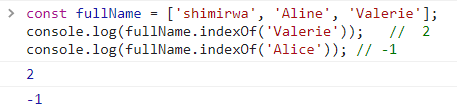 > const fullName = ['shimirwa', 'Aline', 'Valerie'];
console.log(fullName.indexOf('Valerie'));   //  2
console.log(fullName.indexOf('Alice')); // -1
2
-1